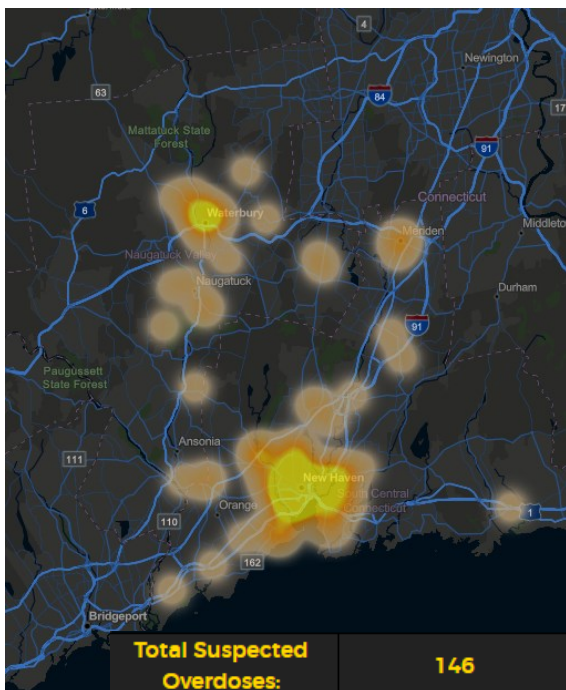 4
Newington
63
84
17
Mattatuck State
Forest
91
Connecticut
6
Waterbury
Middleto
Meriden
Naugatuck Valley
Naugatuck
Durham
91
Paugussett
State Forest
Ansonia
111
New Haven
South Central
Connecticut
Orange
110
1
162
Bridgeport
Total Suspected
Overdoses:
146